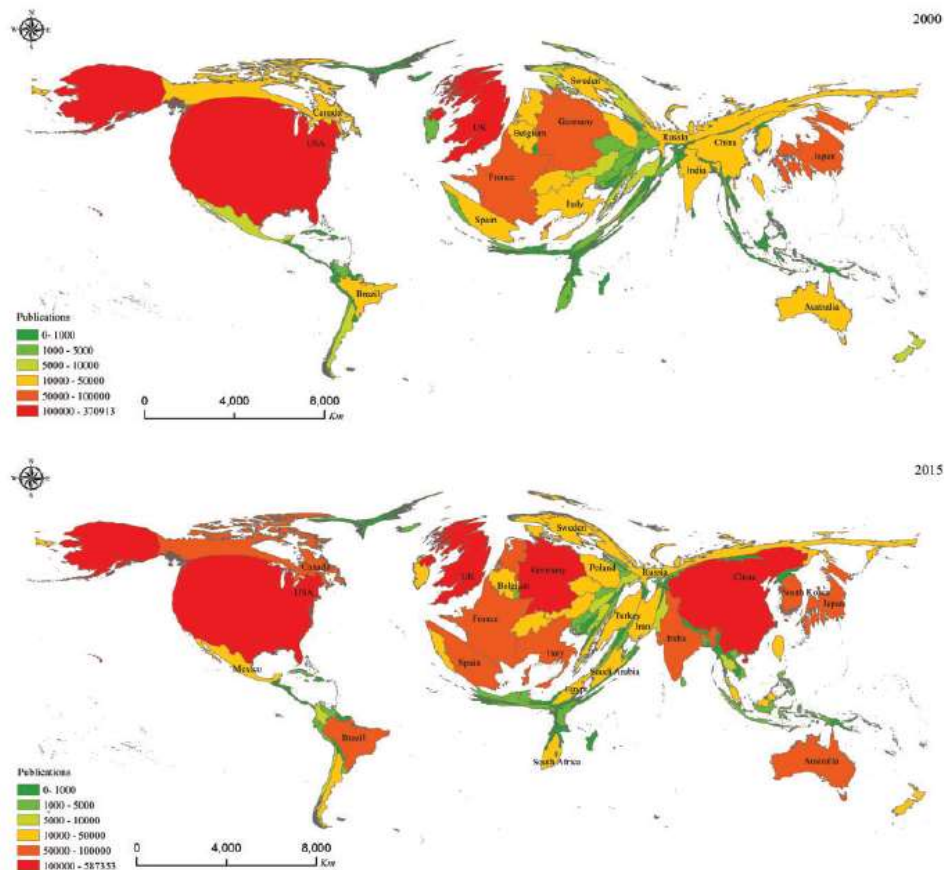 N
W
E
S
2000
Sweden
Canada
USA
UK
Belgium
Germany
Russia
China
Japan
France
India
Spain
Italy
Brazil
Australia
Publications
0- 1000
1000 - 5000
5000 - 10000
10000 - 50000
50000 - 100000
100000 - 370913
0
4,000
8,000
Km
N
W
E
S
2015
Sweden
Canada
USA
UK
Belgium
Germany
Poland
Russia
China
South Korea
Japan
France
Turkey
Iran
India
Spain
Italy
Mexico
Saudi Arabia
Egypt
Brazil
South Africa
Australia
Publications
0- 1000
1000 - 5000
5000 - 10000
10000 - 50000
50000 - 100000
100000 - 587353
0
4,000
8,000
Km